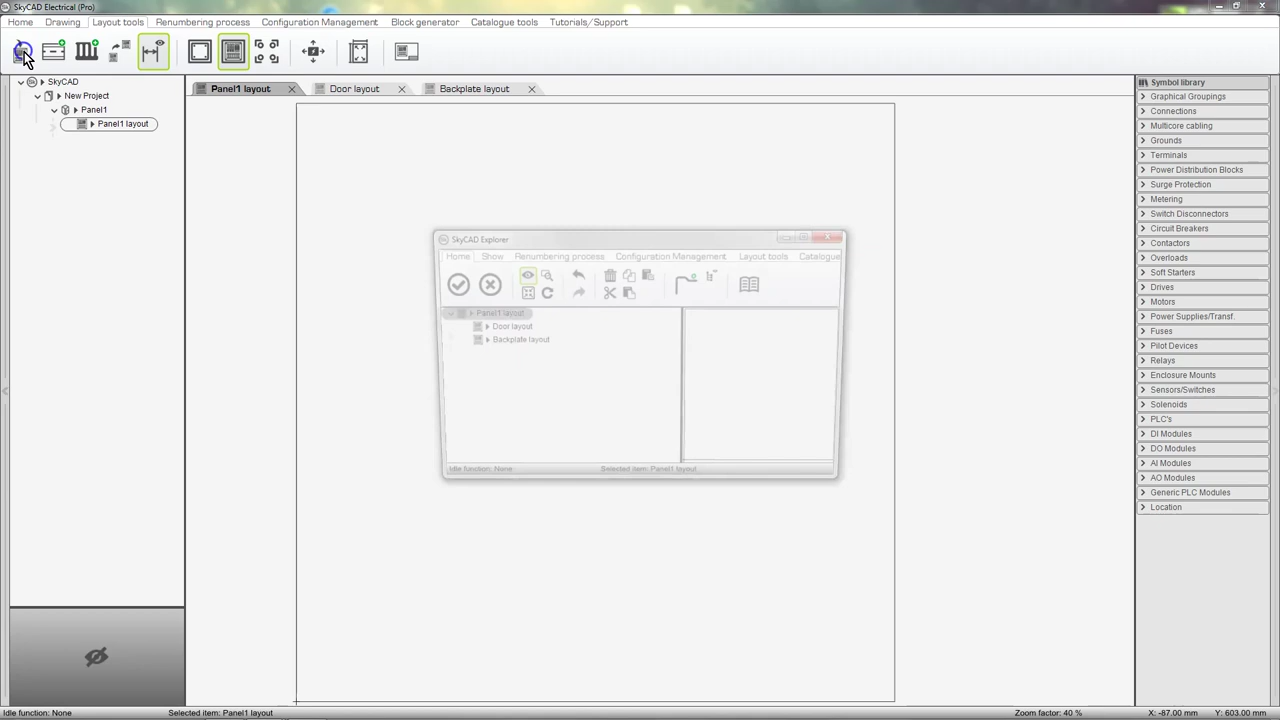 SkyCAD Electrical (Pro)
Home Drawing Layout tools Renumbering process Configuration Management Block generator Catalogue tools Tutorials/Support
SkyCAD
New Project
Panel1
Panel1 layout
Panel1 layout Door layout Backplate layout
SkyCAD Explorer
Home Show Renumbering process Configuration Management Layout tools Catalogue
Panel1 layout
Door layout
Backplate layout
Idle function: None Selected item: Panel1 layout
Symbol library
Graphical Groupings
Connections
Multicore cabling
Grounds
Terminals
Power Distribution Blocks
Surge Protection
Metering
Switch Disconnectors
Circuit Breakers
Contactors
Overloads
Soft Starters
Drives
Motors
Power Supplies/Transf.
Fuses
Pilot Devices
Relays
Enclosure Mounts
Sensors/Switches
Solenoids
PLC's
DI Modules
DO Modules
AI Modules
AO Modules
Generic PLC Modules
Location
Idle function: None Selected item: Panel1 layout Zoom factor: 40 % X: -87.00 mm Y: 603.00 mm